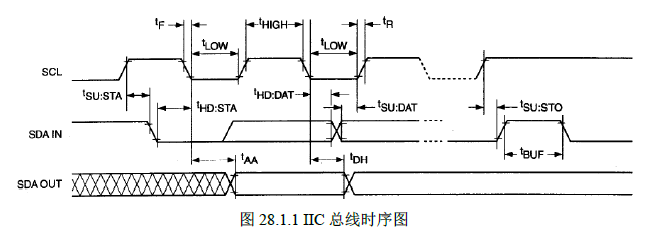 tF tHIGH tR
tLOW tLOW
SCL
tSU:STA tHD:STA tHD:DAT tSU:DAT tSU:STO
SDA IN
tAA tDH tBUF
SDA OUT
图 28.1.1 IIC 总线时序图